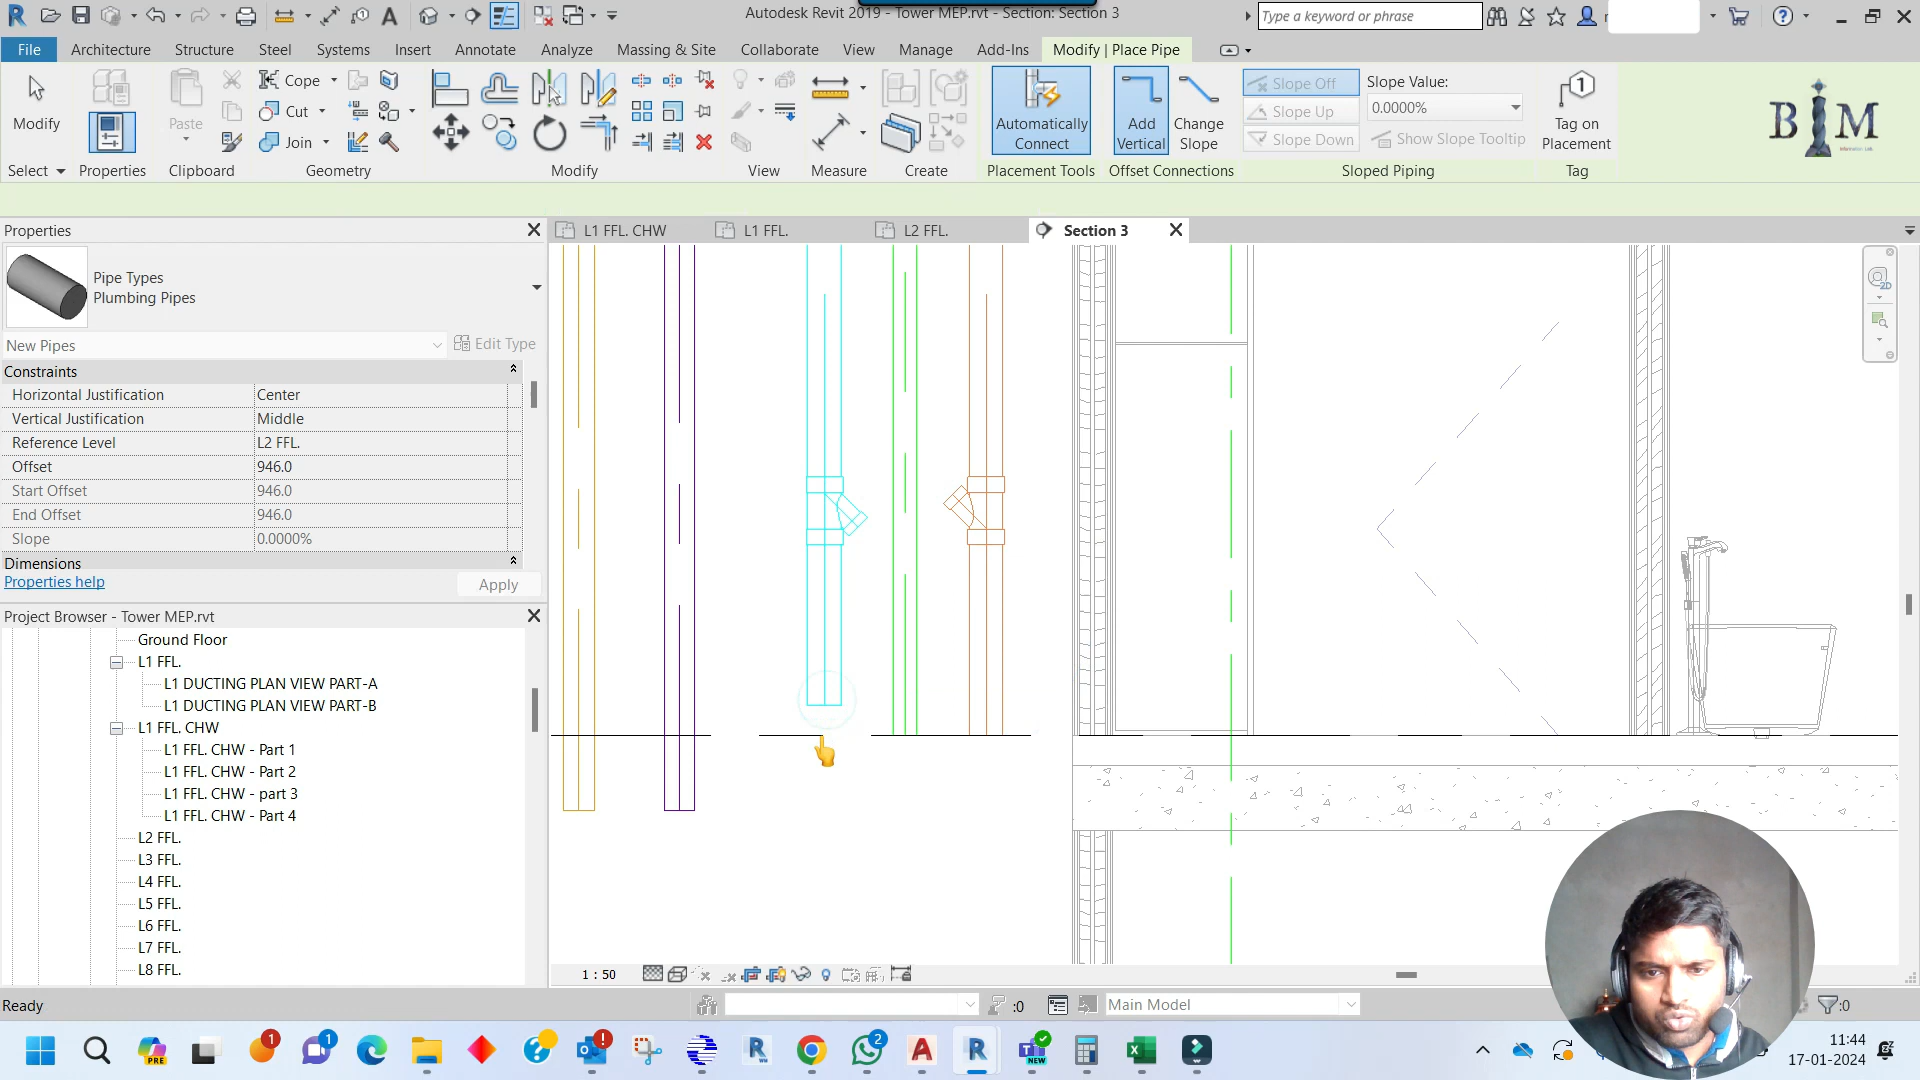 Autodesk Revit 2019 - Tower MEP.rvt - Section: Section 3
Type a keyword or phrase
File Architecture Structure Steel Systems Insert Annotate Analyze Massing & Site Collaborate View Manage Add-Ins Modify | Place Pipe
Modify
Paste
Cope
Cut
Join
Automatically Connect
Add Vertical
Change Slope
Slope Off
Slope Up
Slope Down
Slope Value:
0.0000%
Show Slope Tooltip
Tag on Placement
BIM
Select Properties Clipboard Geometry Modify View Measure Create Placement Tools Offset Connections Sloped Piping Tag
Properties
L1 FFL. CHW
L1 FFL.
L2 FFL.
Section 3
2D
Pipe Types
Plumbing Pipes
New Pipes
Edit Type
Constraints
Horizontal Justification Center
Vertical Justification Middle
Reference Level L2 FFL.
Offset 946.0
Start Offset 946.0
End Offset 946.0
Slope 0.0000%
Dimensions
Properties help
Apply
Project Browser - Tower MEP.rvt
Ground Floor
L1 FFL.
L1 DUCTING PLAN VIEW PART-A
L1 DUCTING PLAN VIEW PART-B
L1 FFL. CHW
L1 FFL. CHW - Part 1
L1 FFL. CHW - Part 2
L1 FFL. CHW - part 3
L1 FFL. CHW - Part 4
L2 FFL.
L3 FFL.
L4 FFL.
L5 FFL.
L6 FFL.
L7 FFL.
L8 FFL.
1 : 50
Ready
:0
Main Model
:0
PRE
1
1
2
NEW
11:44
17-01-2024